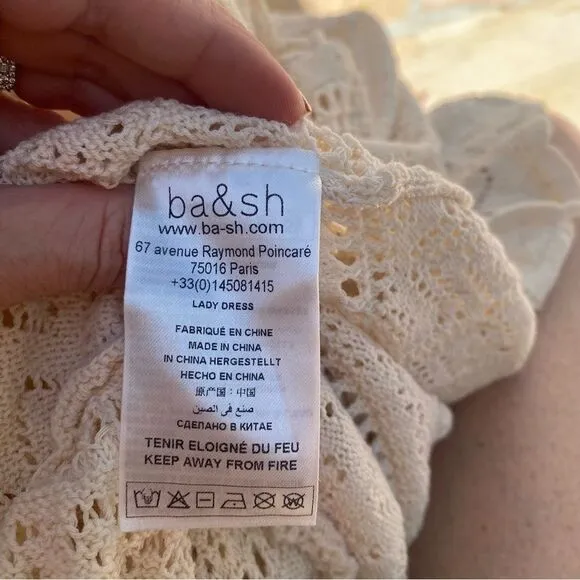 ba&sh
www.ba-sh.com
67 avenue Raymond Poincaré
75016 Paris
+33(0)145081415
LADY DRESS
FABRIQUÉ EN CHINE
MADE IN CHINA
IN CHINA HERGESTELLT
HECHO EN CHINA
原产国：中国
صنع في الصين
СДЕЛАНО В КИТАЕ
TENIR ELOIGNÉ DU FEU
KEEP AWAY FROM FIRE